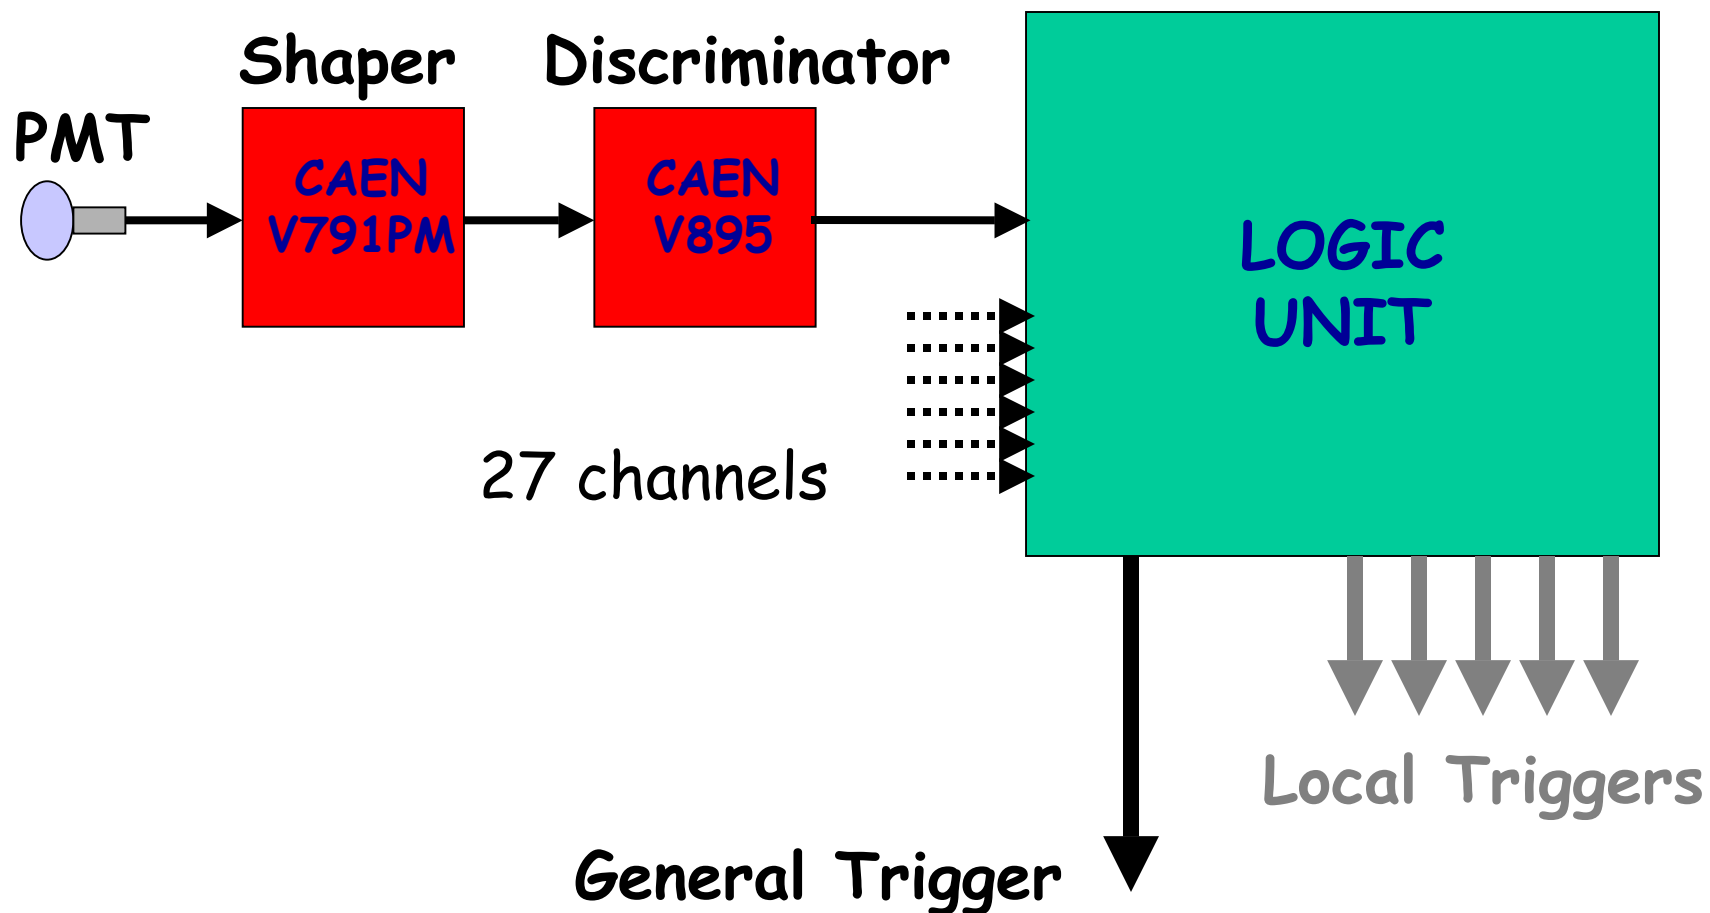 Shaper
Discriminator
PMT
CAEN
V791PM
CAEN
V895
LOGIC
UNIT
27 channels
Local Triggers
General Trigger